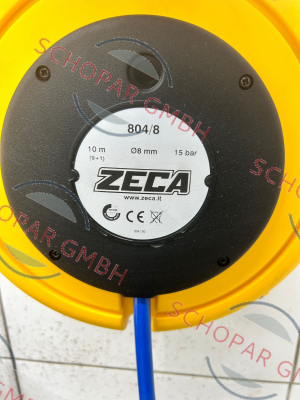 SCHOPAR GMBH
804/8
10 m Ø8 mm 15 bar
(9+1)
ZECA
www.zeca.it
CE
SCHOPAR.GMBH
SCHOPAR GMBH